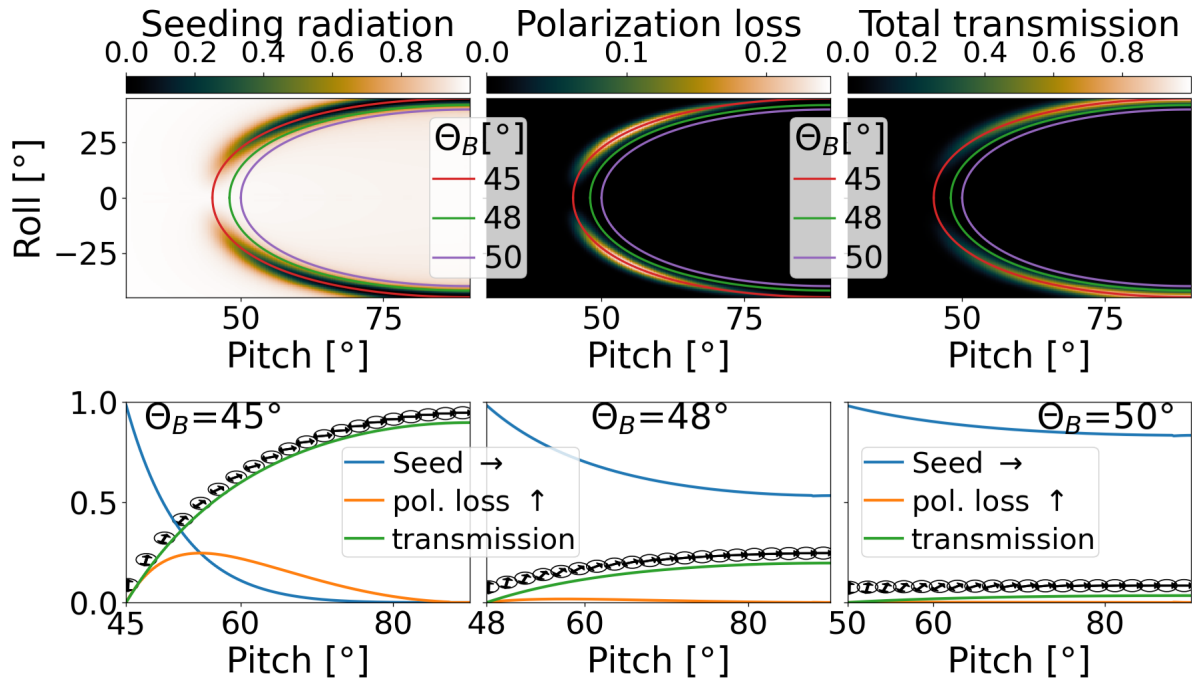 Seeding radiation Polarization loss Total transmission
0.0 0.2 0.4 0.6 0.8 0.0 0.1 0.2 0.0 0.2 0.4 0.6 0.8
Roll [°]
25
0
−25
Θ_B[°]
45
48
50
Θ_B[°]
45
48
50
50 75 50 75 50 75
Pitch [°] Pitch [°] Pitch [°]
1.0
0.5
0.0
Θ_B=45° Θ_B=48° Θ_B=50°
Seed →
pol. loss ↑
transmission
Seed →
pol. loss ↑
transmission
45 60 80 48 60 80 50 60 80
Pitch [°] Pitch [°] Pitch [°]